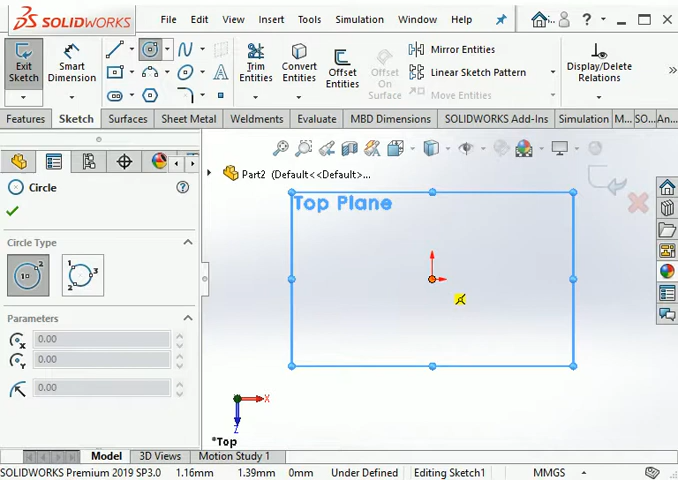 SOLIDWORKS File Edit View Insert Tools Simulation Window Help ?
Exit Sketch
Smart Dimension
Trim Entities
Convert Entities
Offset Entities
Offset On Surface
Mirror Entities
Linear Sketch Pattern
Move Entities
Display/Delete Relations
Features Sketch Surfaces Sheet Metal Weldments Evaluate MBD Dimensions SOLIDWORKS Add-Ins Simulation M... SO... An...
Part2 (Default<<Default>...
Circle
Circle Type
Parameters
0.00
0.00
0.00
Top Plane
X
Z
*Top
Model 3D Views Motion Study 1
SOLIDWORKS Premium 2019 SP3.0 1.16mm 1.39mm 0mm Under Defined Editing Sketch1 MMGS